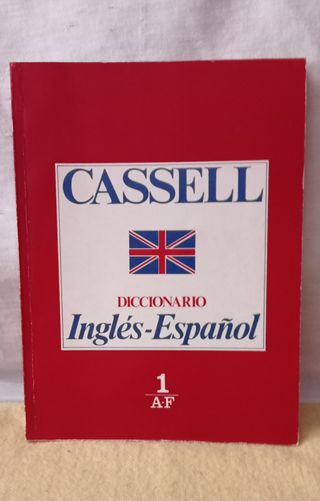 CASSELL
DICCIONARIO
Inglés-Español
1
A-F